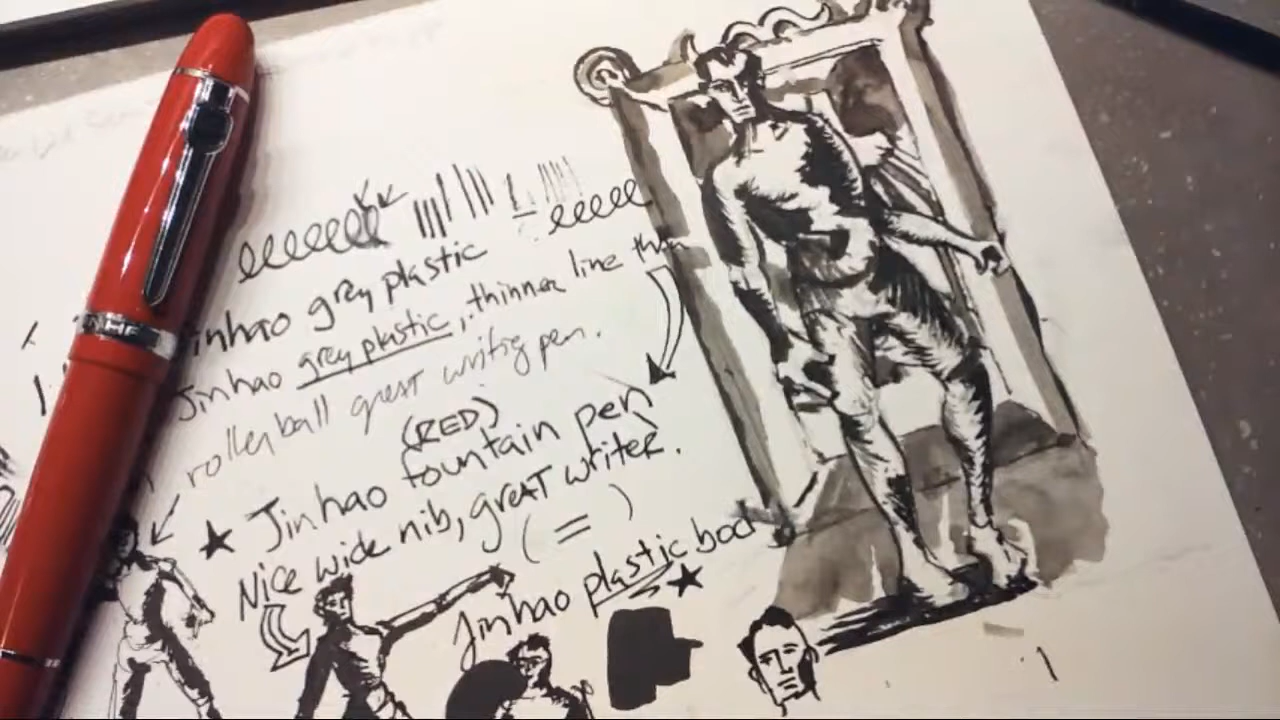 Jinhao grey plastic
Jinhao grey plastic, thinner line than
rollerball great writing pen.
(RED)
★ Jinhao fountain pen
Nice wide nib, great writer.
( = )
Jinhao plastic bod
★